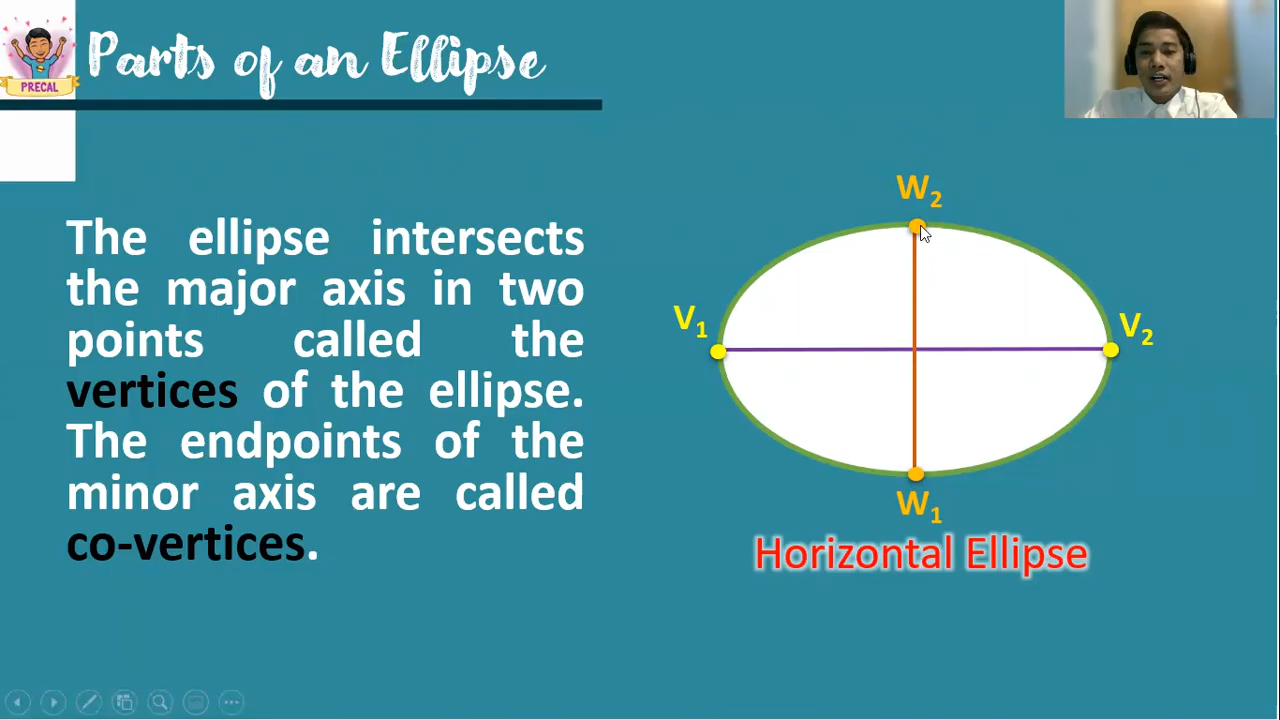 PRECAL
Parts of an Ellipse
The ellipse intersects
the major axis in two
points called the
vertices of the ellipse.
The endpoints of the
minor axis are called
co-vertices.
W2
V1
V2
W1
Horizontal Ellipse